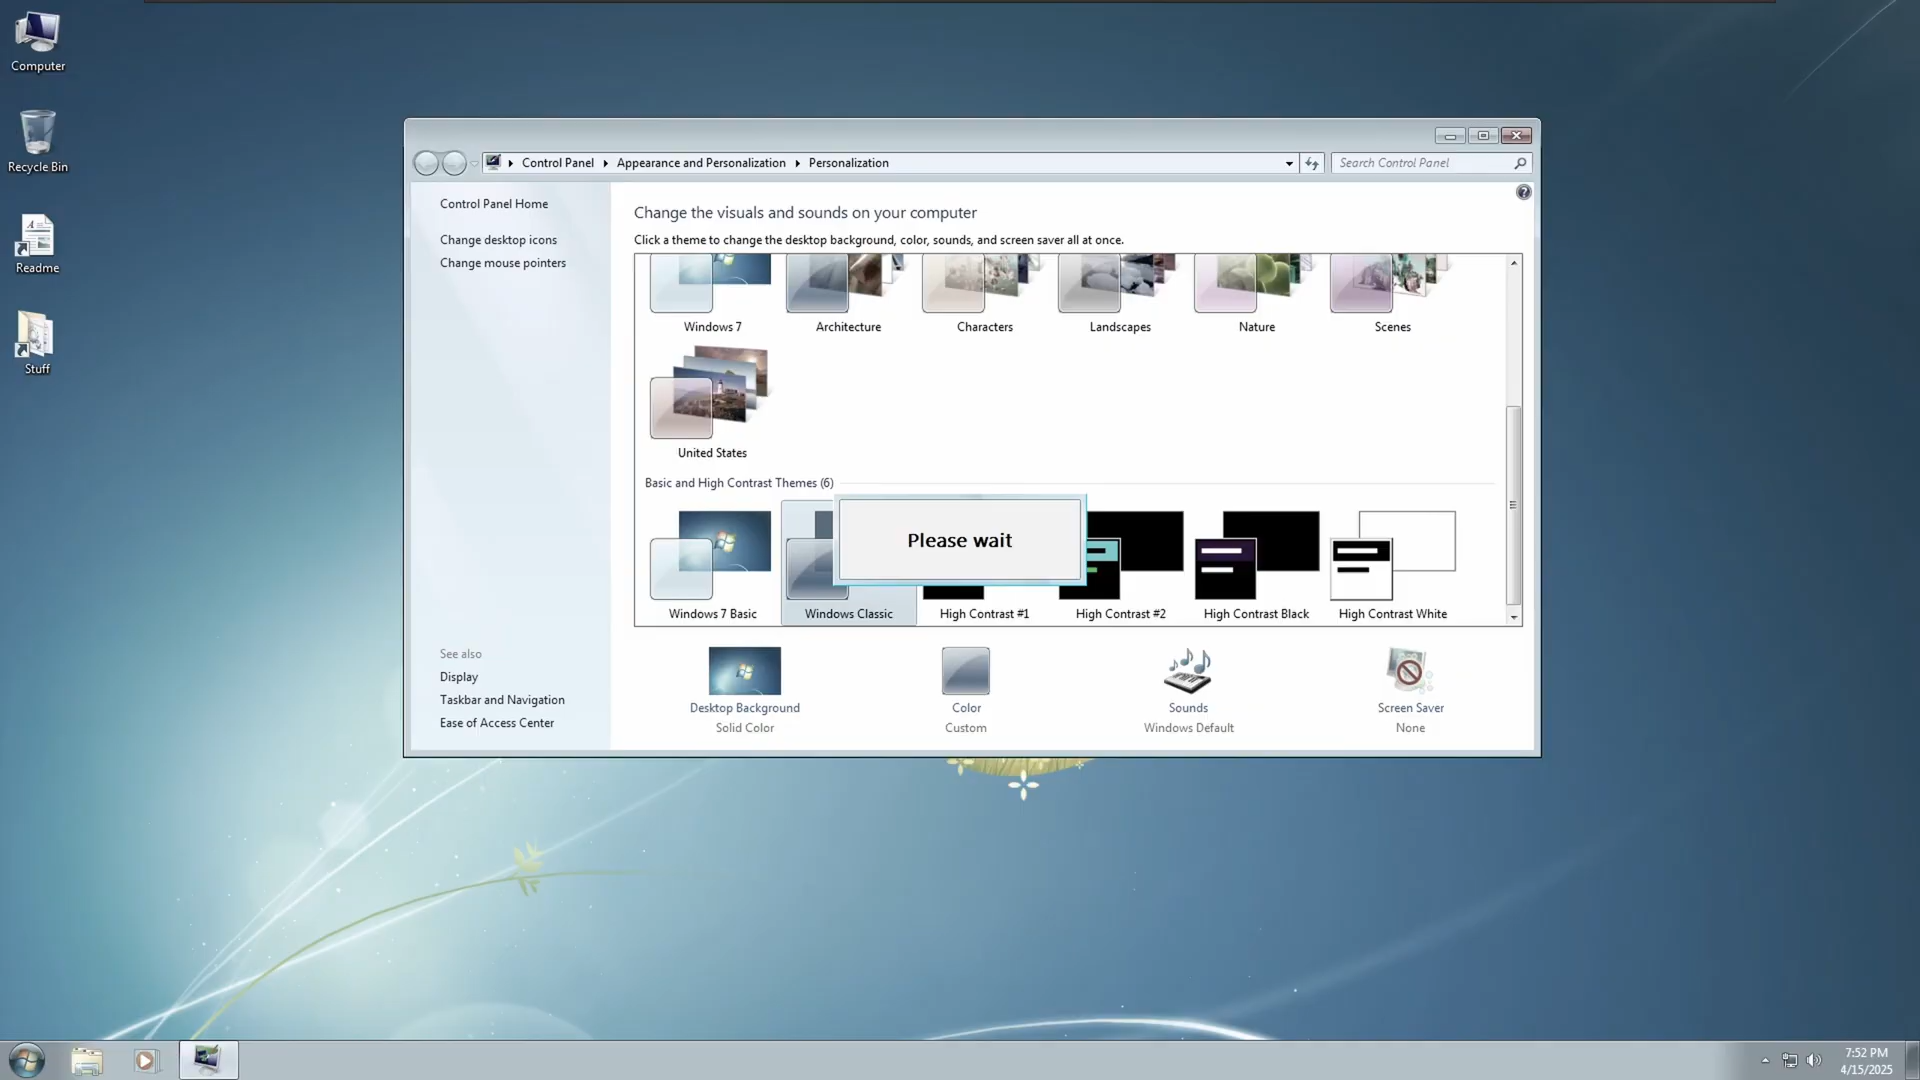 Computer
Recycle Bin
Readme
Stuff
Control Panel
Appearance and Personalization
Personalization
Search Control Panel
Control Panel Home
Change desktop icons
Change mouse pointers
See also
Display
Taskbar and Navigation
Ease of Access Center
Change the visuals and sounds on your computer
Click a theme to change the desktop background, color, sounds, and screen saver all at once.
Windows 7
Architecture
Characters
Landscapes
Nature
Scenes
United States
Basic and High Contrast Themes (6)
Please wait
Windows 7 Basic
Windows Classic
High Contrast #1
High Contrast #2
High Contrast Black
High Contrast White
Desktop Background
Solid Color
Color
Custom
Sounds
Windows Default
Screen Saver
None
7:52 PM
4/15/2025